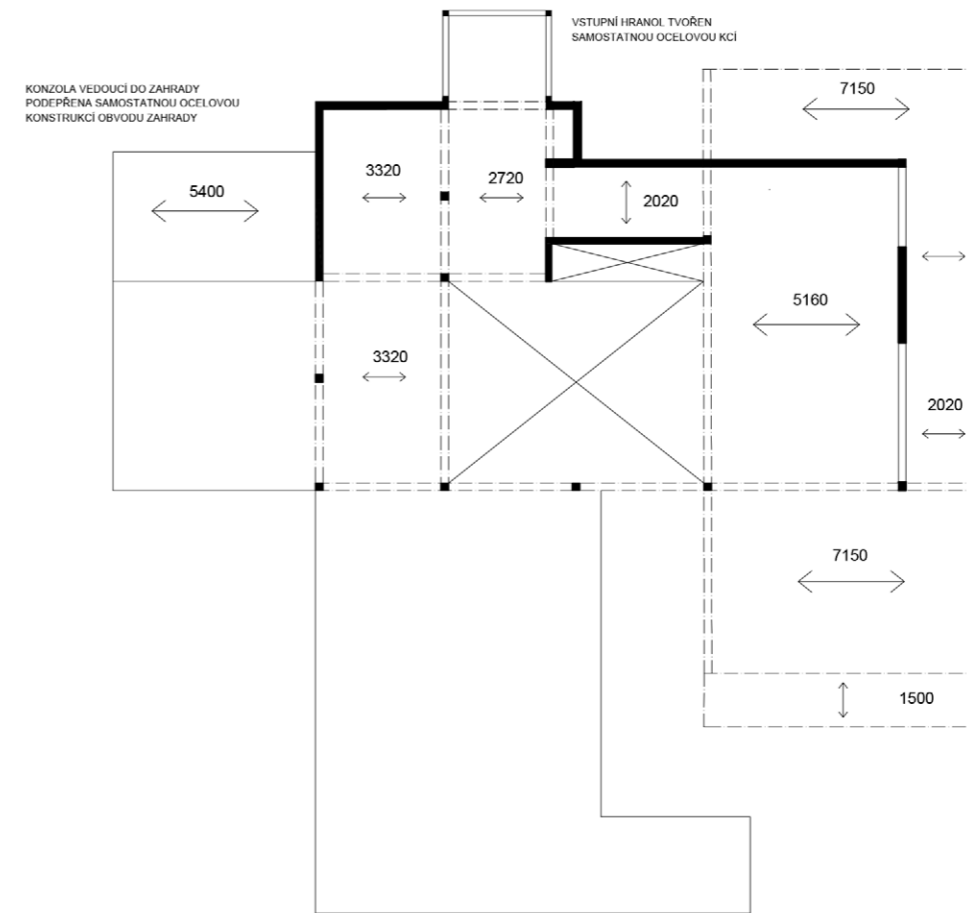 VSTUPNÍ HRANOL TVOŘEN
SAMOSTATNOU OCELOVOU KCÍ
KONZOLA VEDOUCÍ DO ZAHRADY
PODEPŘENA SAMOSTATNOU OCELOVOU
KONSTRUKCÍ OBVODU ZAHRADY
7150
5400
3320
2720
2020
5160
3320
2020
7150
1500